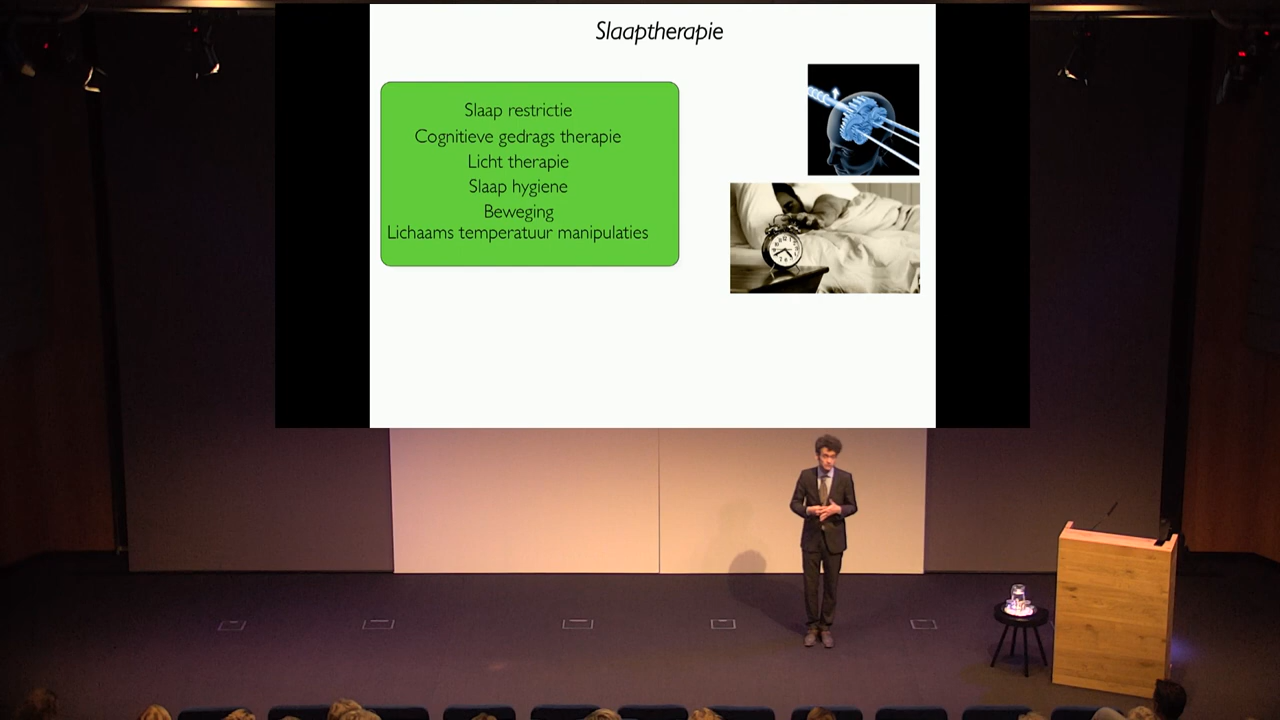 Slaaptherapie
Slaap restrictie
Cognitieve gedrags therapie
Licht therapie
Slaap hygiene
Beweging
Lichaams temperatuur manipulaties